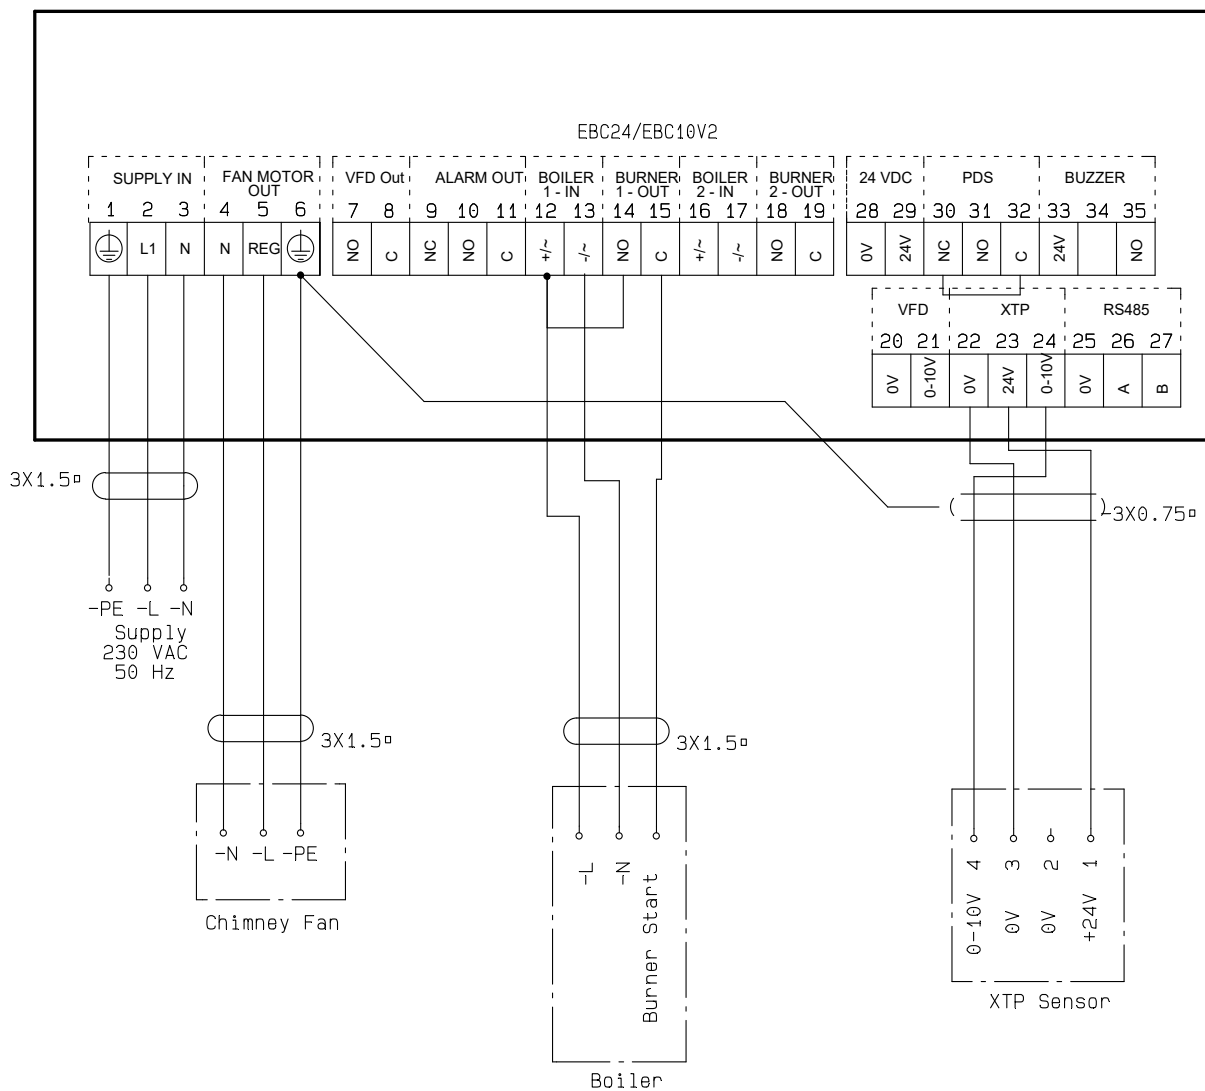 EBC24/EBC10V2
SUPPLY IN
FAN MOTOR
OUT
VFD Out
ALARM OUT
BOILER
1 - IN
BURNER
1 - OUT
BOILER
2 - IN
BURNER
2 - OUT
24 VDC
PDS
BUZZER
1 2 3 4 5 6 7 8 9 10 11 12 13 14 15 16 17 18 19 28 29 30 31 32 33 34 35
L1 N N REG NO C NC NO C +/~ -/~ NO C +/~ -/~ NO C 0V 24V NC NO C 24V NO
VFD XTP RS485
20 21 22 23 24 25 26 27
0V 0-10V 0V 24V 0-10V 0V A B
3X1.5▫
-3X0.75▫
-PE -L -N
Supply
230 VAC
50 Hz
3X1.5▫
3X1.5▫
-N -L -PE
Chimney Fan
-L
-N
Burner Start
Boiler
4 3 2 1
0-10V 0V 0V +24V
XTP Sensor